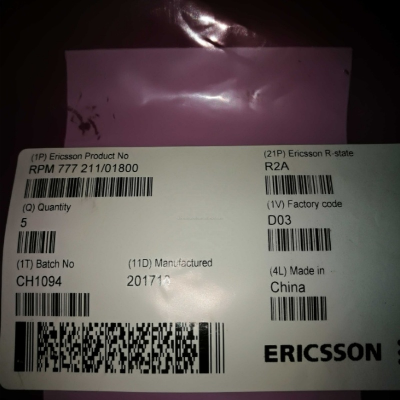 (1P) Ericsson Product No
RPM 777 211/01800
(21P) Ericsson R-state
R2A
(Q) Quantity
5
(1V) Factory code
D03
(1T) Batch No
CH1094
(11D) Manufactured
(4L) Made in
China
ERICSSON